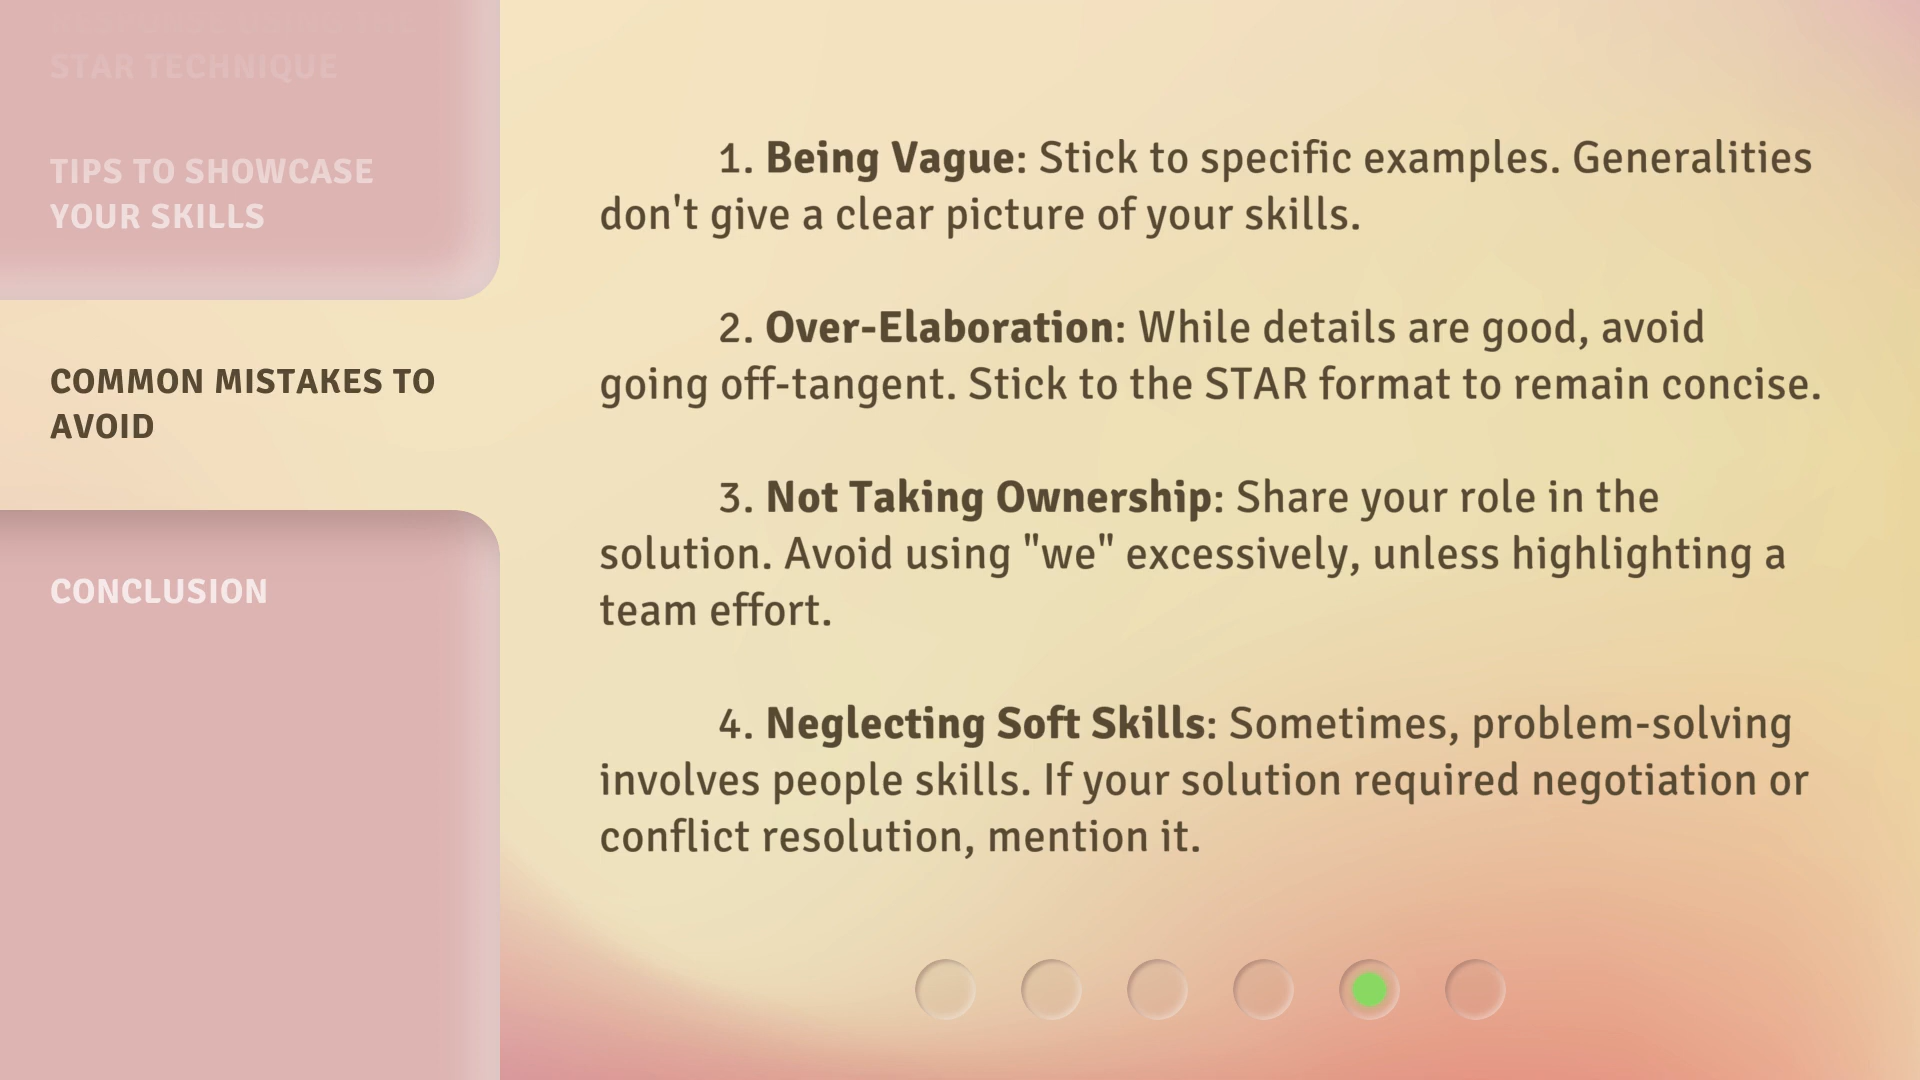 STAR TECHNIQUE
TIPS TO SHOWCASE
YOUR SKILLS
COMMON MISTAKES TO
AVOID
CONCLUSION
1. Being Vague: Stick to specific examples. Generalities
don't give a clear picture of your skills.
2. Over-Elaboration: While details are good, avoid
going off-tangent. Stick to the STAR format to remain concise.
3. Not Taking Ownership: Share your role in the
solution. Avoid using "we" excessively, unless highlighting a
team effort.
4. Neglecting Soft Skills: Sometimes, problem-solving
involves people skills. If your solution required negotiation or
conflict resolution, mention it.